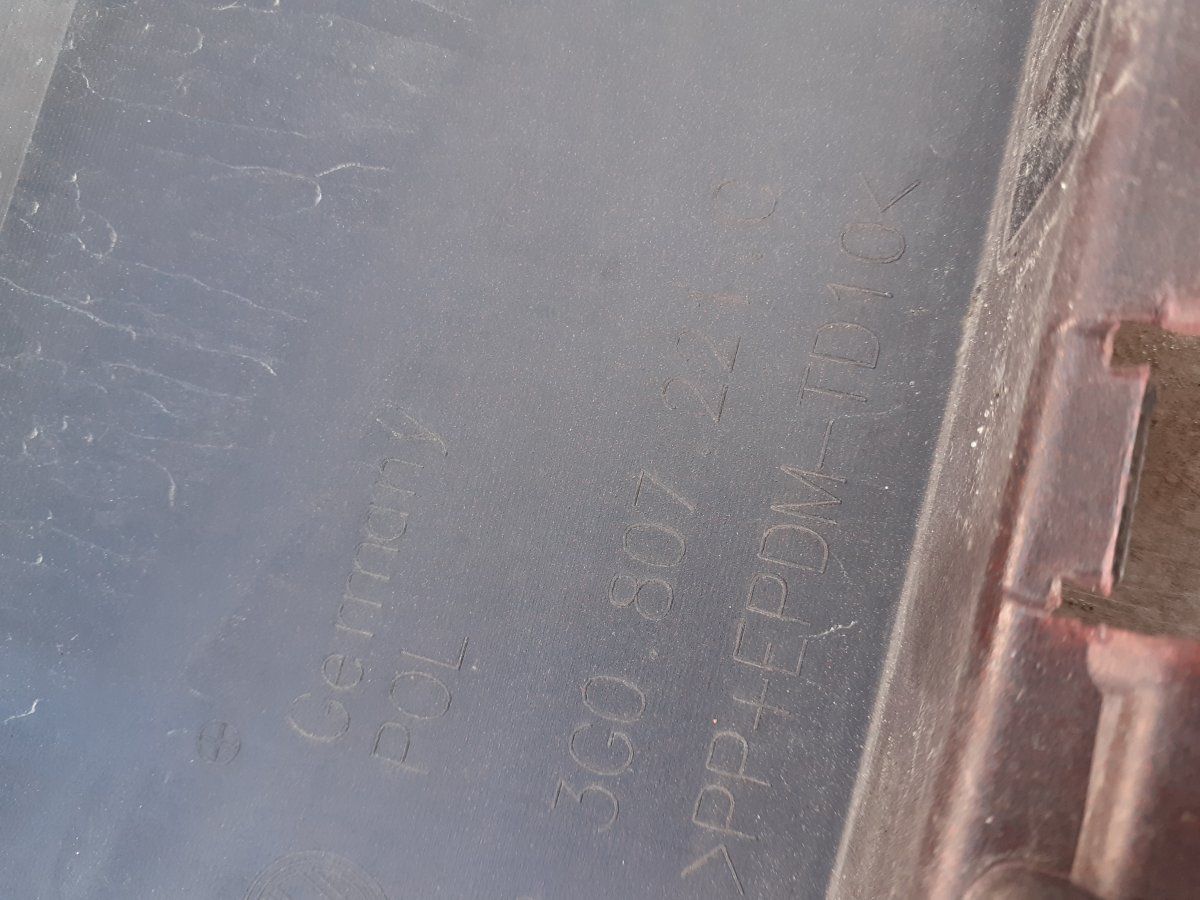 Germany
POL
3G0.807.221.C
>PP+EPDM-TD10<